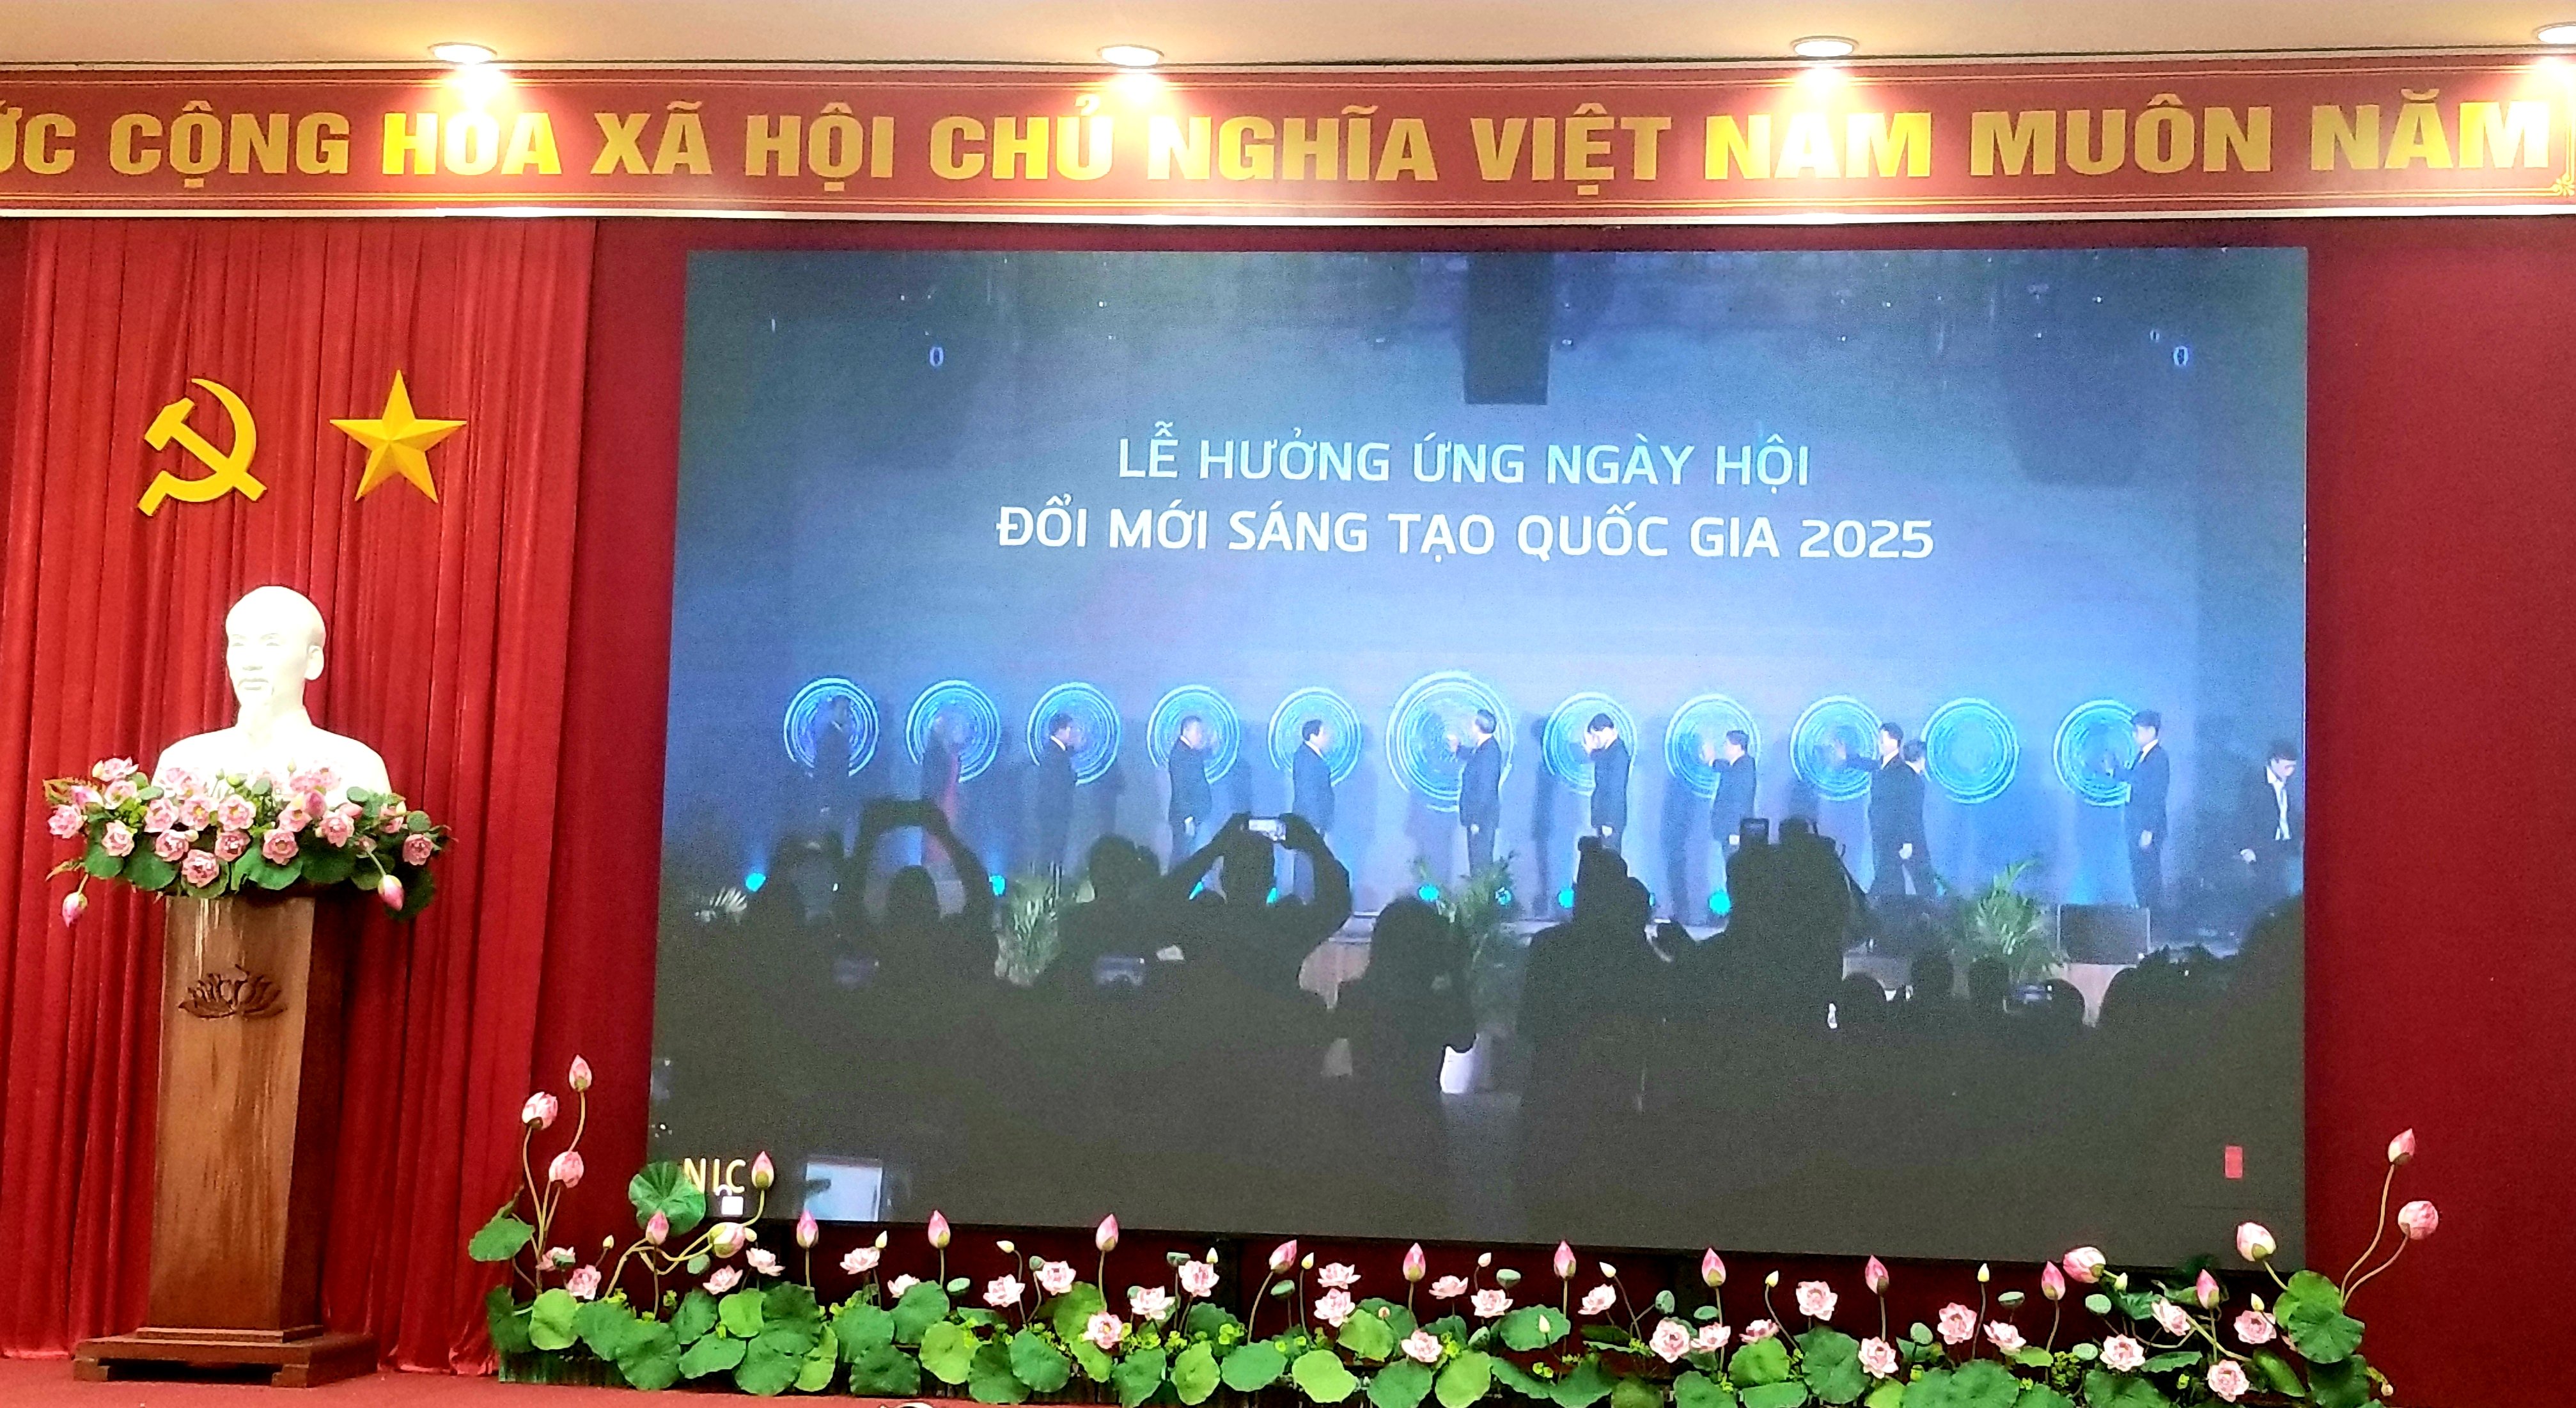 ỚC CỘNG HÒA XÃ HỘI CHỦ NGHĨA VIỆT NAM MUÔN NĂM
LỄ HƯỞNG ỨNG NGÀY HỘI
ĐỔI MỚI SÁNG TẠO QUỐC GIA 2025
NIC